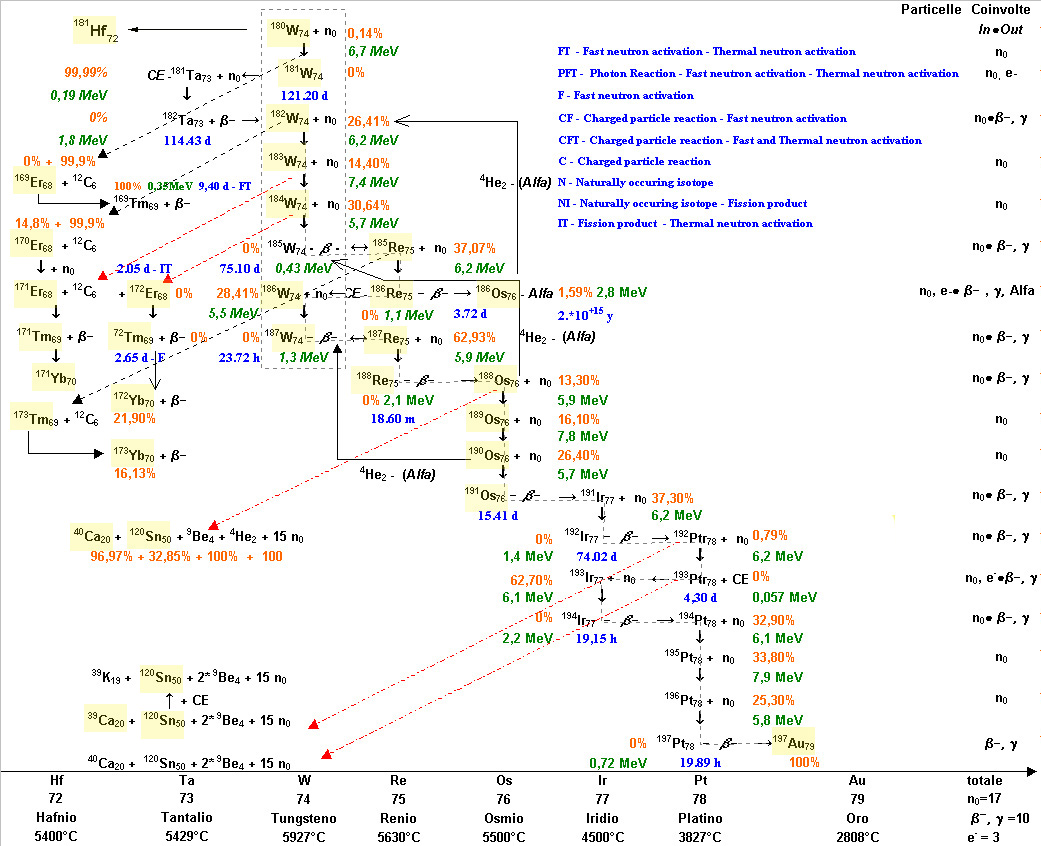 Particelle Coinvolte
¹⁸¹Hf₇₂ ¹⁸⁰W₇₄ + n₀ 0,14% In•Out
6,7 MeV FT - Fast neutron activation - Thermal neutron activation n₀
99,99% CE - ¹⁸¹Ta₇₃ + n₀ ¹⁸¹W₇₄ 0% PFT - Photon Reaction - Fast neutron activation - Thermal neutron activation n₀, e-
0,19 MeV 121.20 d F - Fast neutron activation
0% ¹⁸²Ta₇₃ + β− ¹⁸²W₇₄ + n₀ 26,41% CF - Charged particle reaction - Fast neutron activation n₀•β−, γ
1,8 MeV 114.43 d 6,2 MeV CFT - Charged particle reaction - Fast and Thermal neutron activation
0% + 99,9% ¹⁸³W₇₄ + n₀ 14,40% C - Charged particle reaction n₀
¹⁶⁹Er₆₈ + ¹²C₆ 100% 0,35MeV 9,40 d - FT 7,4 MeV ⁴He₂ - (Alfa) N - Naturally occuring isotope
¹⁶⁹Tm₆₉ + β− ¹⁸⁴W₇₄ + n₀ 30,64% NI - Naturally occuring isotope - Fission product n₀
14,8% + 99,9% 5,7 MeV IT - Fission product - Thermal neutron activation
¹⁷⁰Er₆₈ + ¹²C₆ 0% ¹⁸⁵W₇₄ - β- - ¹⁸⁵Re₇₅ + n₀ 37,07% n₀• β−, γ
+ n₀ 2.05 d - IT 75.10 d 0,43 MeV 6,2 MeV
¹⁷¹Er₆₈ + ¹²C₆ + ¹⁷²Er₆₈ 0% 28,41% ¹⁸⁶W₇₄ + n₀ CE ¹⁸⁶Re₇₅ − β− ¹⁸⁶Os₇₆ - Alfa 1,59% 2,8 MeV n₀, e-• β− , γ, Alfa
5,5 MeV 0% 1,1 MeV 3.72 d 2.*10⁺¹⁵ y
¹⁷¹Tm₆₉ + β− ⁷²Tm₆₉ + β− 0% 0% ¹⁸⁷W₇₄ − β− ¹⁸⁷Re₇₅ + n₀ 62,93% ⁴He₂ - (Alfa) n₀• β−, γ
2.65 d - F 23.72 h 1,3 MeV 5,9 MeV
¹⁷¹Yb₇₀ ¹⁸⁸Re₇₅ − β− ¹⁸⁸Os₇₆ + n₀ 13,30% n₀• β−, γ
¹⁷²Yb₇₀ + β− 0% 2,1 MeV 5,9 MeV
¹⁷³Tm₆₉ + ¹²C₆ 21,90% 18.60 m ¹⁸⁹Os₇₆ + n₀ 16,10% n₀
7,8 MeV
¹⁷³Yb₇₀ + β− ¹⁹⁰Os₇₆ + n₀ 26,40% n₀
16,13% ⁴He₂ - (Alfa) 5,7 MeV
¹⁹¹Os₇₆ − β− ¹⁹¹Ir₇₇ + n₀ 37,30% n₀• β−, γ
15.41 d 6,2 MeV
⁴⁰Ca₂₀ + ¹²⁰Sn₅₀ + ⁹Be₄ + ⁴He₂ + 15 n₀ 0% ¹⁹²Ir₇₇ − β− ¹⁹²Ptr₇₈ + n₀ 0,79% n₀• β−, γ
96,97% + 32,85% + 100% + 100 1,4 MeV 74.02 d 6,2 MeV
62,70% ¹⁹³Ir₇₇ + n₀ ¹⁹³Ptr₇₈ + CE 0% n₀, e⁻•β−, γ
6,1 MeV 4,30 d 0,057 MeV
0% ¹⁹⁴Ir₇₇ − β− ¹⁹⁴Pt₇₈ + n₀ 32,90% n₀• β−, γ
2,2 MeV 19,15 h 6,1 MeV
¹⁹⁵Pt₇₈ + n₀ 33,80% n₀
³⁹K₁₉ + ¹²⁰Sn₅₀ + 2*⁹Be₄ + 15 n₀ 7,9 MeV
+ CE ¹⁹⁶Pt₇₈ + n₀ 25,30% n₀
³⁹Ca₂₀ + ¹²⁰Sn₅₀ + 2*⁹Be₄ + 15 n₀ 5,8 MeV
0% ¹⁹⁷Pt₇₈ − β− ¹⁹⁷Au₇₉ β−, γ
⁴⁰Ca₂₀ + ¹²⁰Sn₅₀ + 2*⁹Be₄ + 15 n₀ 0,72 MeV 19.89 h 100%
Hf Ta W Re Os Ir Pt Au totale
72 73 74 75 76 77 78 79 n₀=17
Hafnio Tantalio Tungsteno Renio Osmio Iridio Platino Oro β⁻, γ =10
5400°C 5429°C 5927°C 5630°C 5500°C 4500°C 3827°C 2808°C e⁻ = 3